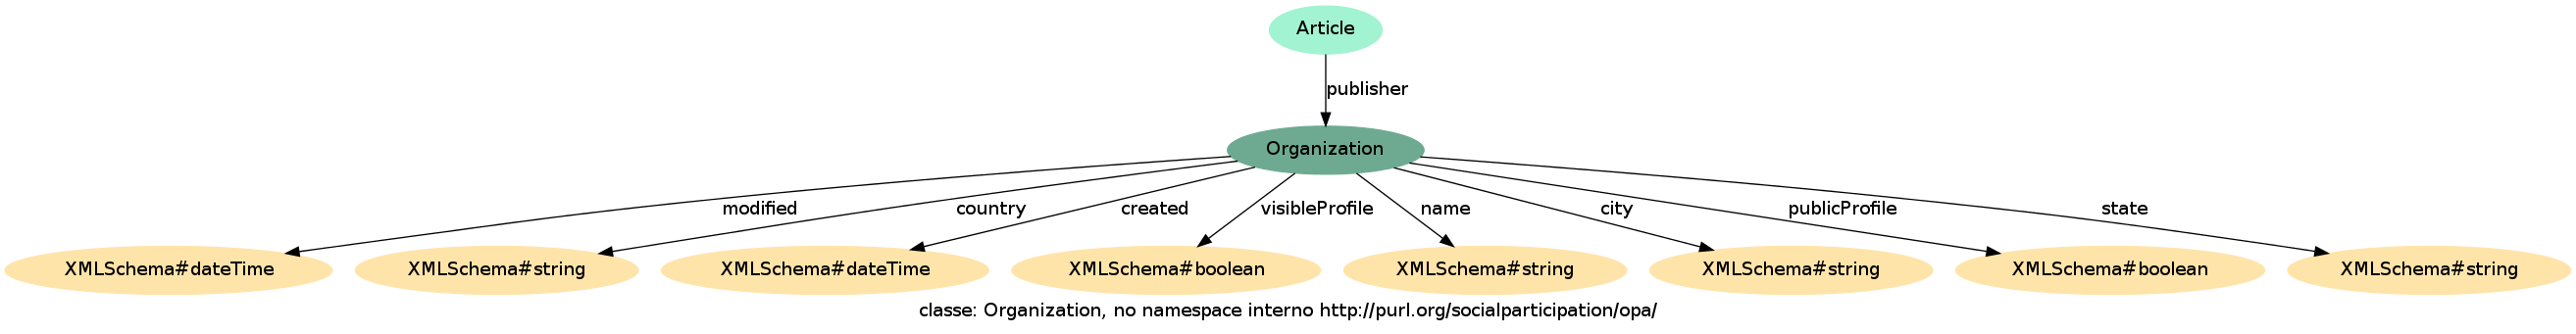 Article
publisher
Organization
modified
country
created
visibleProfile
name
city
publicProfile
state
XMLSchema#dateTime
XMLSchema#string
XMLSchema#dateTime
XMLSchema#boolean
XMLSchema#string
XMLSchema#string
XMLSchema#boolean
XMLSchema#string
classe: Organization, no namespace interno http://purl.org/socialparticipation/opa/